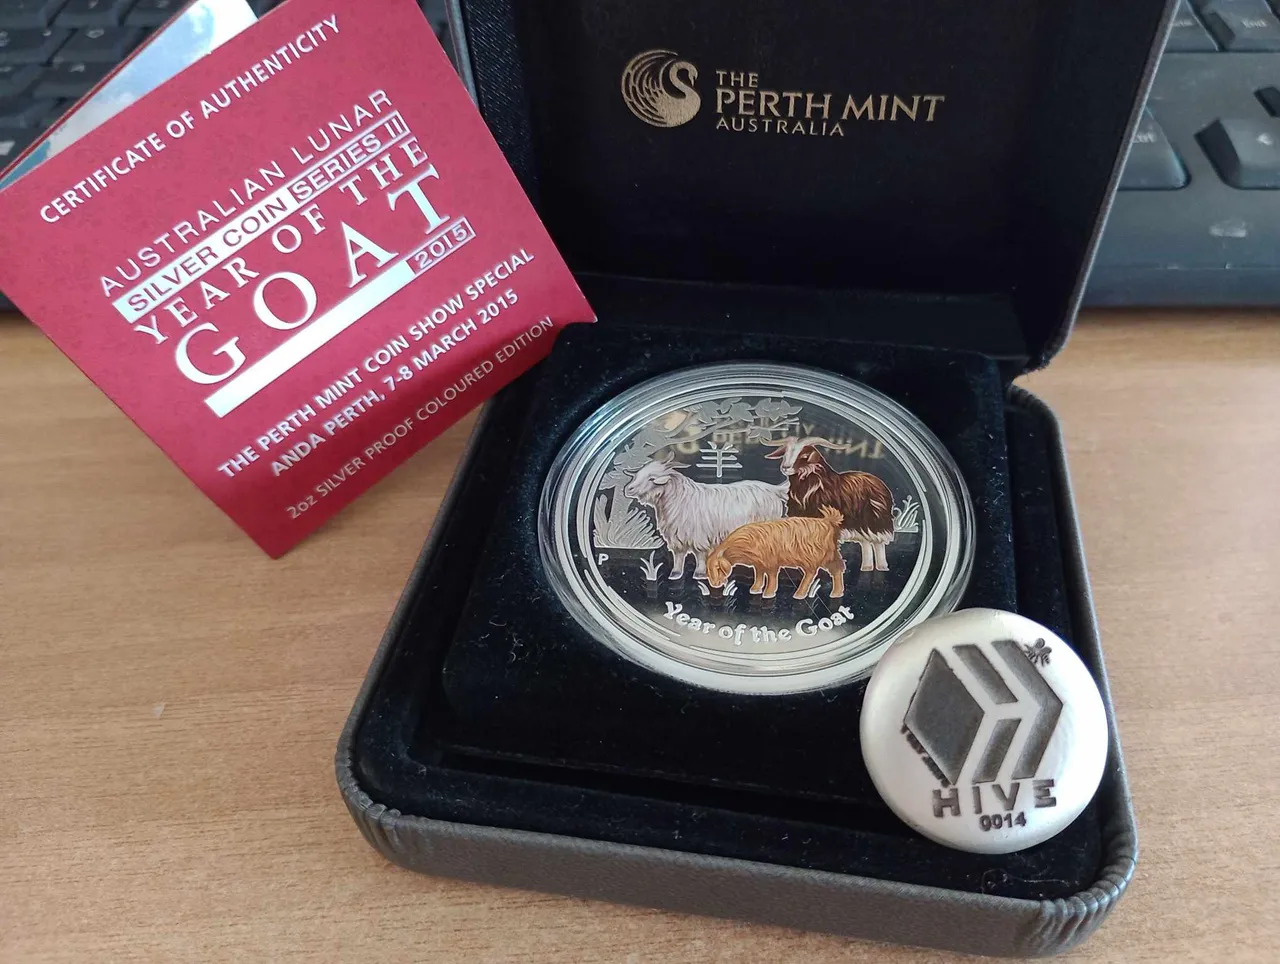 CERTIFICATE OF AUTHENTICITY
AUSTRALIAN LUNAR
SILVER COIN SERIES II
YEAR OF THE
GOAT
2015
THE PERTH MINT COIN SHOW SPECIAL
ANDA PERTH, 7-8 MARCH 2015
2oz SILVER PROOF COLOURED EDITION
THE
PERTH MINT
AUSTRALIA
羊
P
Year of the Goat
HIVE
0014